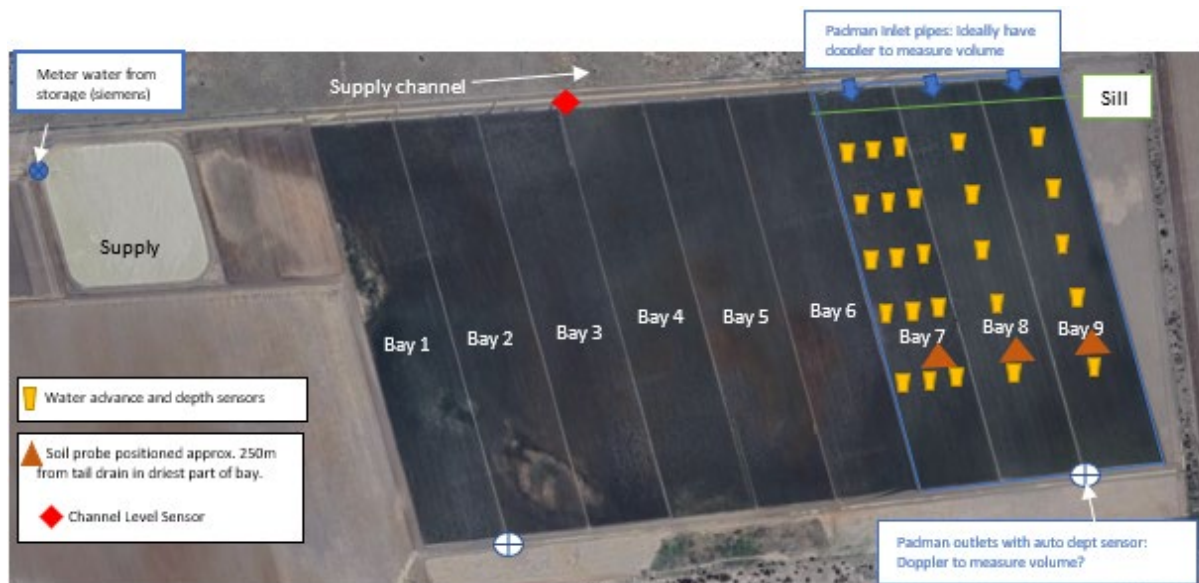 Padman Inlet pipes: Ideally have
doppler to measure volume
Meter water from
storage (siemens)
Supply channel
Sill
Supply
Bay 1
Bay 2
Bay 3
Bay 4
Bay 5
Bay 6
Bay 7
Bay 8
Bay 9
Water advance and depth sensors
Soil probe positioned approx. 250m
from tail drain in driest part of bay.
Channel Level Sensor
Padman outlets with auto dept sensor:
Doppler to measure volume?